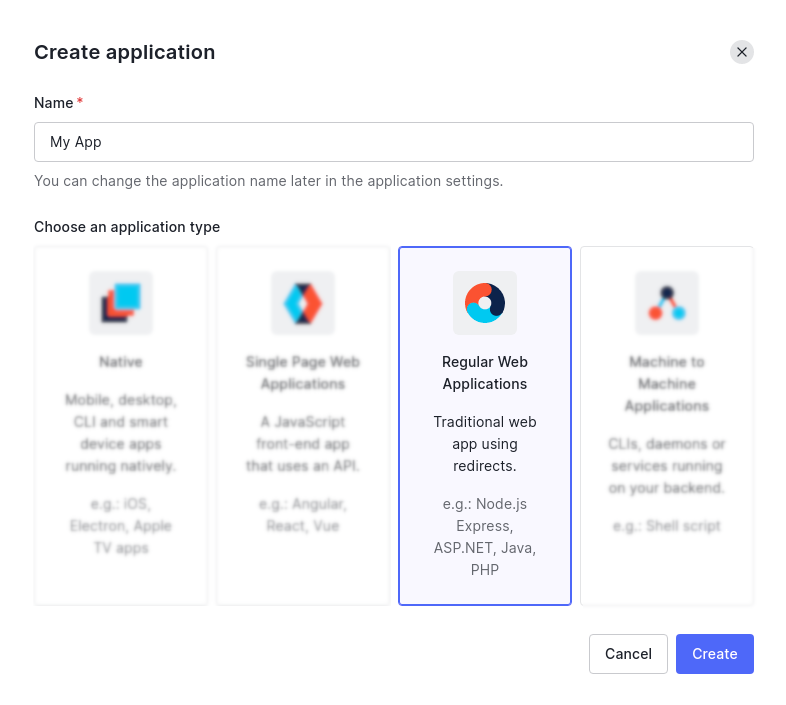 Create application
Name *
My App
You can change the application name later in the application settings.
Choose an application type
Native
Mobile, desktop,
CLI and smart
device apps
running natively.
e.g.: iOS,
Electron, Apple
TV apps
Single Page Web
Applications
A JavaScript
front-end app
that uses an API.
e.g.: Angular,
React, Vue
Regular Web
Applications
Traditional web
app using
redirects.
e.g.: Node.js
Express,
ASP.NET, Java,
PHP
Machine to
Machine
Applications
CLIs, daemons or
services running
on your backend.
e.g.: Shell script
Cancel
Create